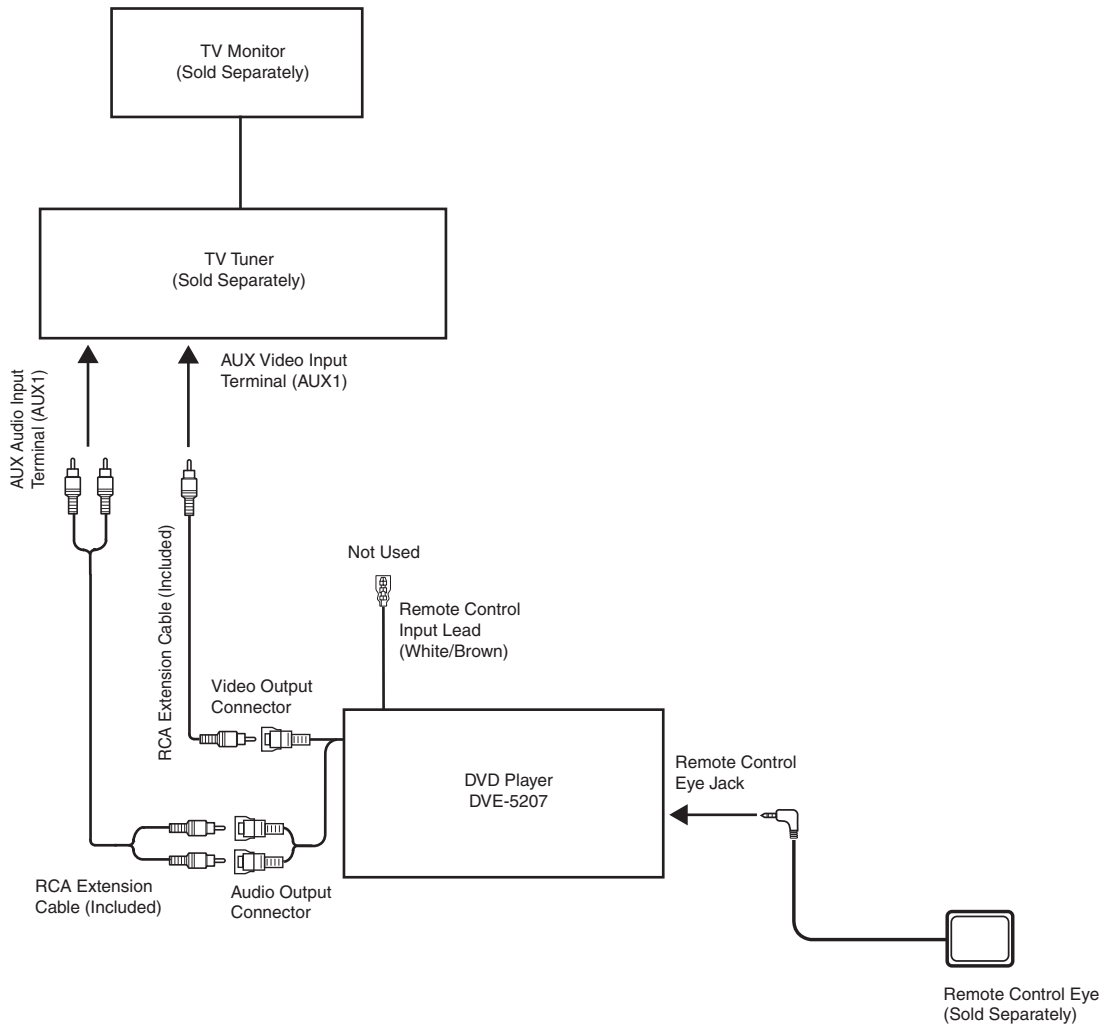 TV Monitor
(Sold Separately)
TV Tuner
(Sold Separately)
AUX Audio Input
Terminal (AUX1)
AUX Video Input
Terminal (AUX1)
RCA Extension Cable (Included)
Not Used
Remote Control
Input Lead
(White/Brown)
Video Output
Connector
DVD Player
DVE-5207
Remote Control
Eye Jack
RCA Extension
Cable (Included)
Audio Output
Connector
Remote Control Eye
(Sold Separately)